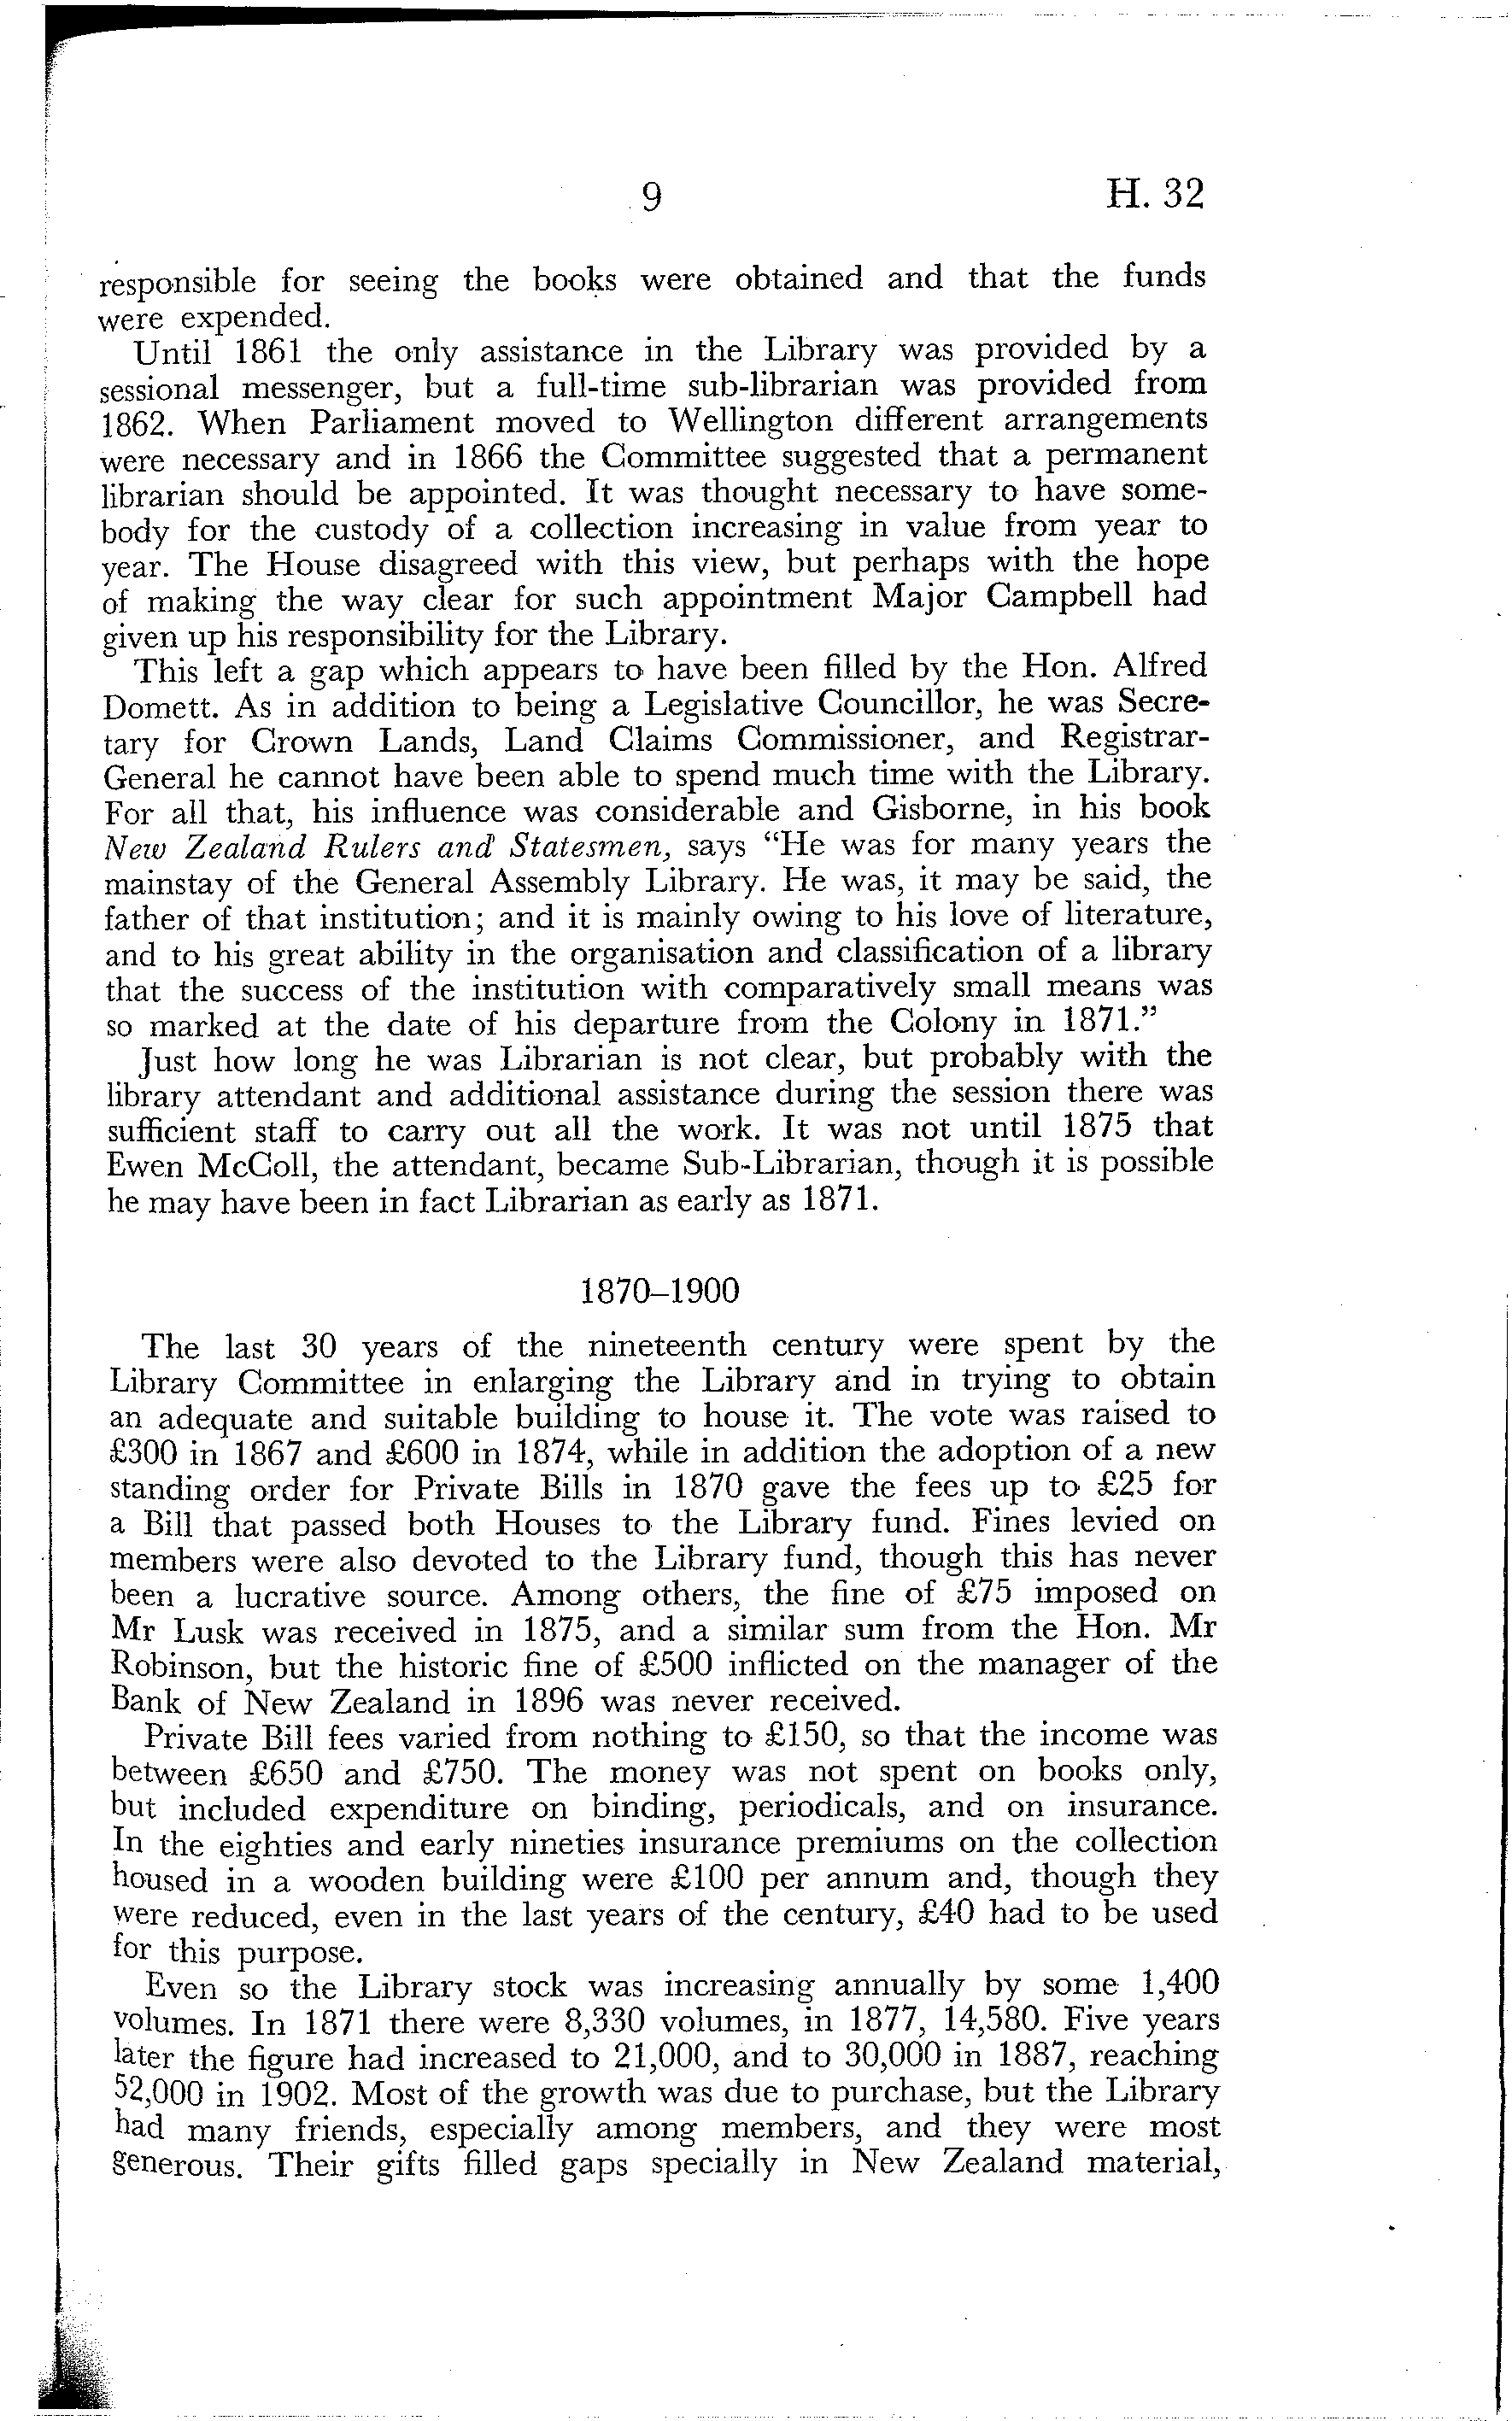 9 H. 32
responsible for seeing the books were obtained and that the funds
were expended.
Until 1861 the only assistance in the Library was provided by a
sessional messenger, but a full-time sub-librarian was provided from
1862. When Parliament moved to Wellington different arrangements
were necessary and in 1866 the Committee suggested that a permanent
librarian should be appointed. It was thought necessary to have some-
body for the custody of a collection increasing in value from year to
year. The House disagreed with this view, but perhaps with the hope
of making the way clear for such appointment Major Campbell had
given up his responsibility for the Library.
This left a gap which appears to have been filled by the Hon. Alfred
Domett. As in addition to being a Legislative Councillor, he was Secre-
tary for Crown Lands, Land Claims Commissioner, and Registrar-
General he cannot have been able to spend much time with the Library.
For all that, his influence was considerable and Gisborne, in his book
New Zealand Rulers and Statesmen, says “He was for many years the
mainstay of the General Assembly Library. He was, it may be said, the
father of that institution; and it is mainly owing to his love of literature,
and to his great ability in the organisation and classification of a library
that the success of the institution with comparatively small means was
so marked at the date of his departure from the Colony in 1871.”
Just how long he was Librarian is not clear, but probably with the
library attendant and additional assistance during the session there was
sufficient staff to carry out all the work. It was not until 1875 that
Ewen McColl, the attendant, became Sub-Librarian, though it is possible
he may have been in fact Librarian as early as 1871.
1870–1900
The last 30 years of the nineteenth century were spent by the
Library Committee in enlarging the Library and in trying to obtain
an adequate and suitable building to house it. The vote was raised to
£300 in 1867 and £600 in 1874, while in addition the adoption of a new
standing order for Private Bills in 1870 gave the fees up to £25 for
a Bill that passed both Houses to the Library fund. Fines levied on
members were also devoted to the Library fund, though this has never
been a lucrative source. Among others, the fine of £75 imposed on
Mr Lusk was received in 1875, and a similar sum from the Hon. Mr
Robinson, but the historic fine of £500 inflicted on the manager of the
Bank of New Zealand in 1896 was never received.
Private Bill fees varied from nothing to £150, so that the income was
between £650 and £750. The money was not spent on books only,
but included expenditure on binding, periodicals, and on insurance.
In the eighties and early nineties insurance premiums on the collection
housed in a wooden building were £100 per annum and, though they
were reduced, even in the last years of the century, £40 had to be used
for this purpose.
Even so the Library stock was increasing annually by some 1,400
volumes. In 1871 there were 8,330 volumes, in 1877, 14,580. Five years
later the figure had increased to 21,000, and to 30,000 in 1887, reaching
52,000 in 1902. Most of the growth was due to purchase, but the Library
had many friends, especially among members, and they were most
generous. Their gifts filled gaps specially in New Zealand material,